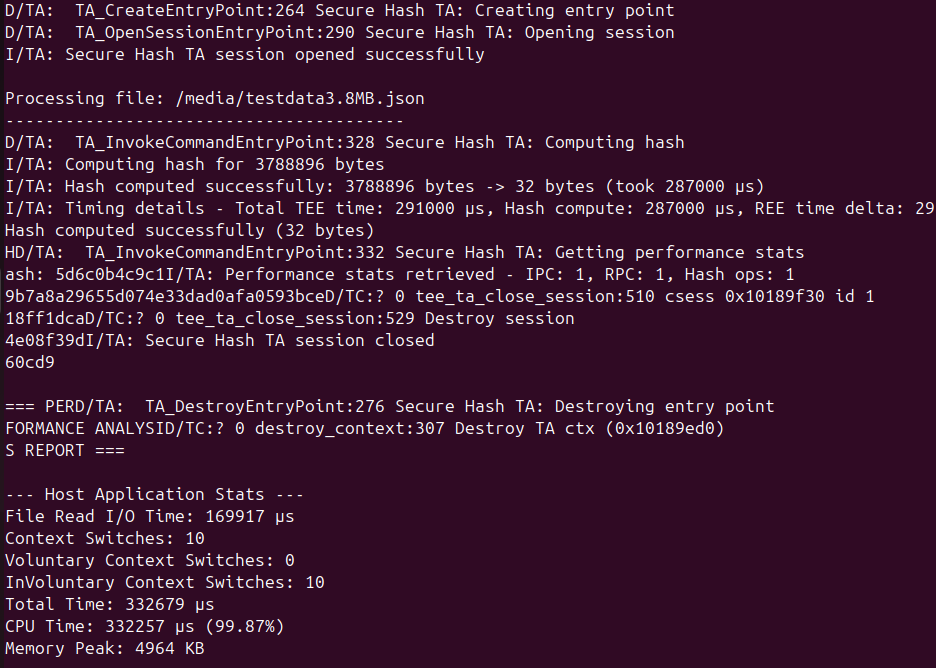 D/TA:  TA_CreateEntryPoint:264 Secure Hash TA: Creating entry point
D/TA:  TA_OpenSessionEntryPoint:290 Secure Hash TA: Opening session
I/TA: Secure Hash TA session opened successfully
Processing file: /media/testdata3.8MB.json
----------------------------------------
D/TA:  TA_InvokeCommandEntryPoint:328 Secure Hash TA: Computing hash
I/TA: Computing hash for 3788896 bytes
I/TA: Hash computed successfully: 3788896 bytes -> 32 bytes (took 287000 µs)
I/TA: Timing details - Total TEE time: 291000 µs, Hash compute: 287000 µs, REE time delta: 29
Hash computed successfully (32 bytes)
HD/TA:  TA_InvokeCommandEntryPoint:332 Secure Hash TA: Getting performance stats
ash: 5d6c0b4c9c1I/TA: Performance stats retrieved - IPC: 1, RPC: 1, Hash ops: 1
9b7a8a29655d074e33dad0afa0593bceD/TC:? 0 tee_ta_close_session:510 csess 0x10189f30 id 1
18ff1dcaD/TC:? 0 tee_ta_close_session:529 Destroy session
4e08f39dI/TA: Secure Hash TA session closed
60cd9
=== PERD/TA:  TA_DestroyEntryPoint:276 Secure Hash TA: Destroying entry point
FORMANCE ANALYSID/TC:? 0 destroy_context:307 Destroy TA ctx (0x10189ed0)
S REPORT ===
--- Host Application Stats ---
File Read I/O Time: 169917 µs
Context Switches: 10
Voluntary Context Switches: 0
InVoluntary Context Switches: 10
Total Time: 332679 µs
CPU Time: 332257 µs (99.87%)
Memory Peak: 4964 KB